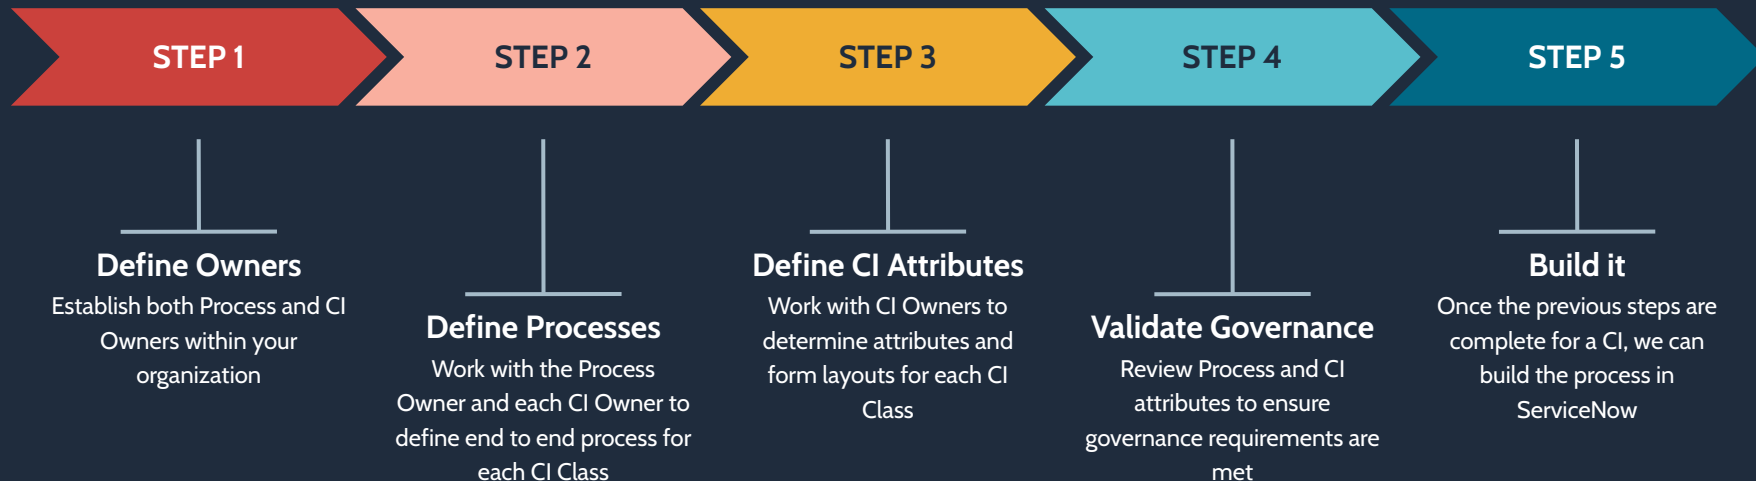 STEP 1
STEP 2
STEP 3
STEP 4
STEP 5
Define Owners
Establish both Process and CI
Owners within your
organization
Define Processes
Work with the Process
Owner and each CI Owner to
define end to end process for
each CI Class
Define CI Attributes
Work with CI Owners to
determine attributes and
form layouts for each CI
Class
Validate Governance
Review Process and CI
attributes to ensure
governance requirements are
met
Build it
Once the previous steps are
complete for a CI, we can
build the process in
ServiceNow